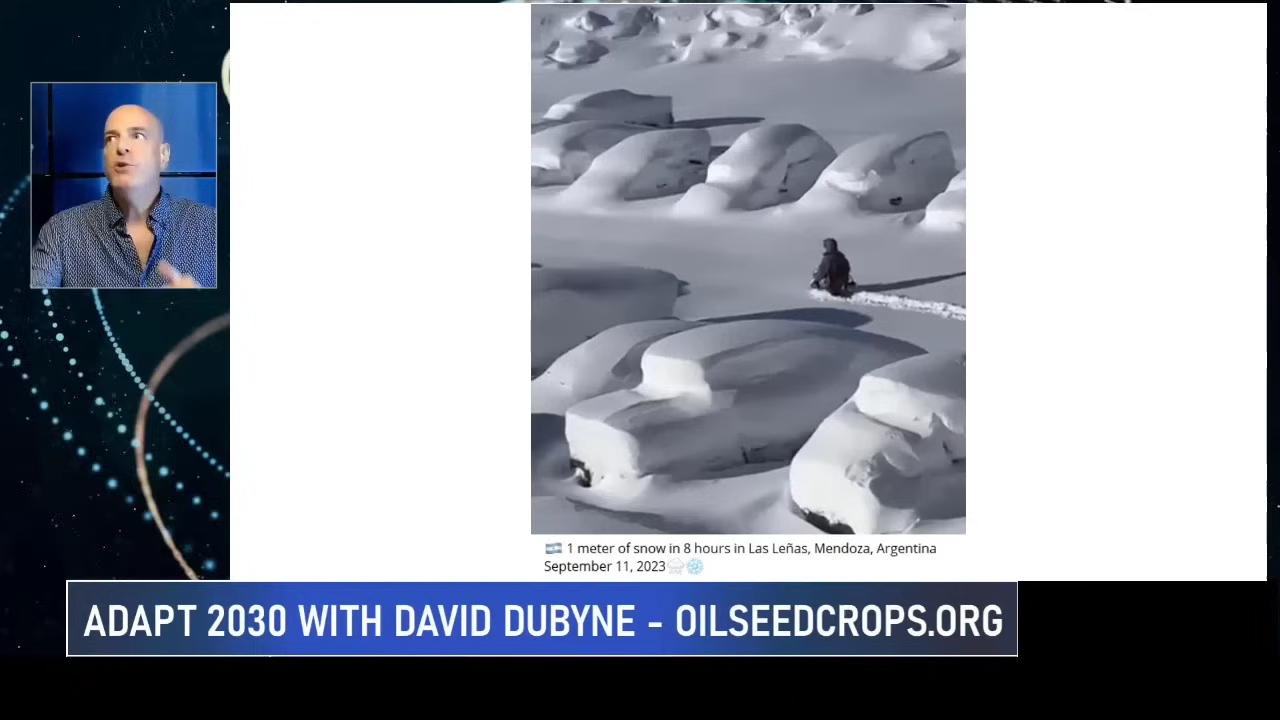 1 meter of snow in 8 hours in Las Leñas, Mendoza, Argentina
September 11, 2023
ADAPT 2030 WITH DAVID DUBYNE - OILSEEDCROPS.ORG